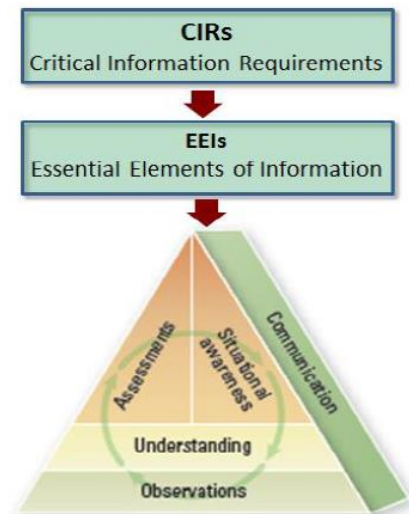 CIRs
Critical Information Requirements
EEIs
Essential Elements of Information
Assessments
Situational
awareness
Communication
Understanding
Observations